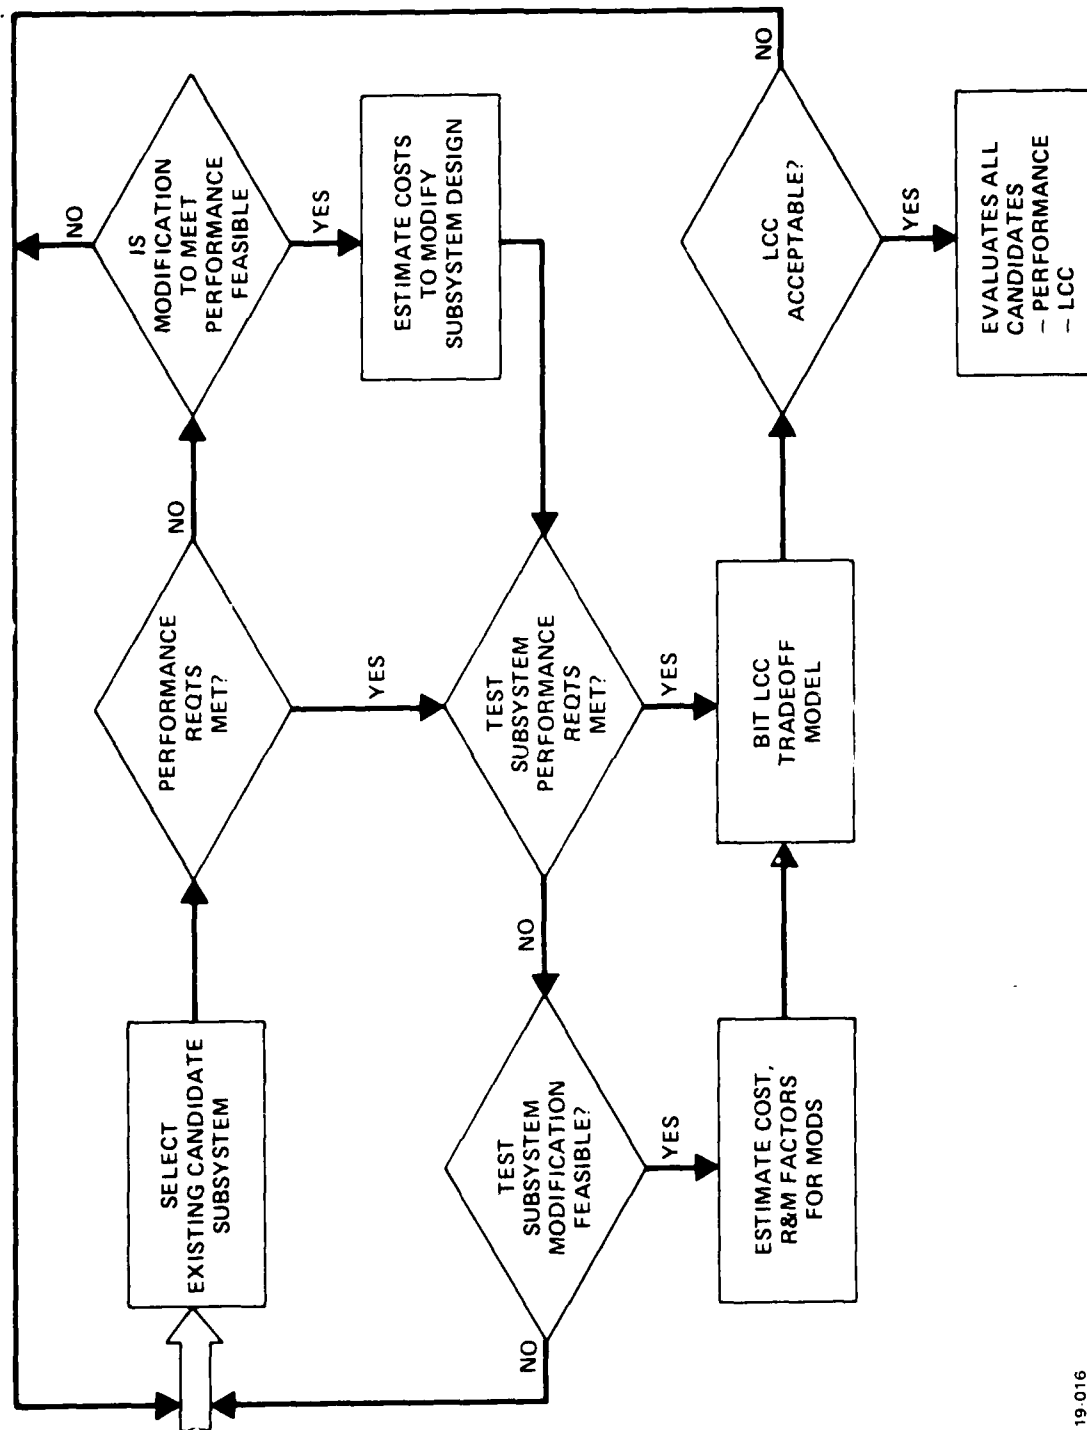 SELECT
EXISTING CANDIDATE
SUBSYSTEM
PERFORMANCE
REQTS
MET?
NO
YES
IS
MODIFICATION
TO MEET
PERFORMANCE
FEASIBLE
NO
YES
ESTIMATE COSTS
TO MODIFY
SUBSYSTEM DESIGN
TEST
SUBSYSTEM
PERFORMANCE
REQTS
MET?
NO
YES
TEST
SUBSYSTEM
MODIFICATION
FEASIBLE?
NO
YES
ESTIMATE COST,
R&M FACTORS
FOR MODS
BIT LCC
TRADEOFF
MODEL
LCC
ACCEPTABLE?
NO
YES
EVALUATES ALL
CANDIDATES
– PERFORMANCE
– LCC
19-016